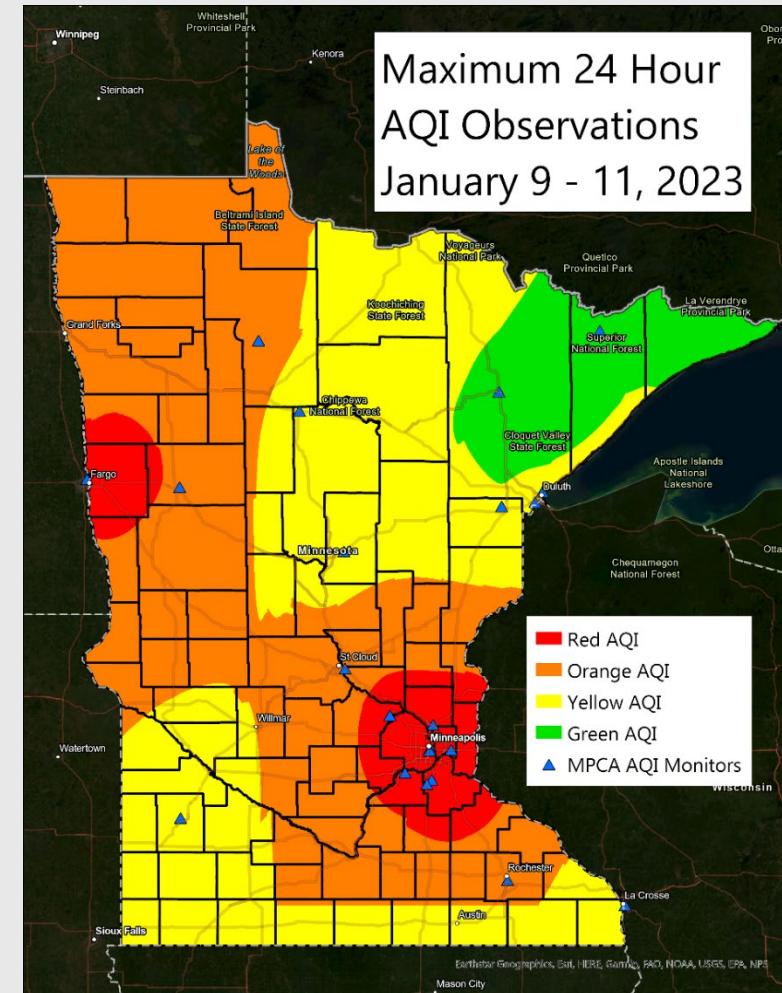 Whiteshell
Provincial Park
Winnipeg
Kenora
Steinbach
Maximum 24 Hour
AQI Observations
January 9 - 11, 2023
Lake of
the
Woods
Beltrami Island
State Forest
Voyageurs
National Park
Quetico
Provincial Park
La Verendrye
Provincial Park
Koochiching
State Forest
Grand Forks
Superior
National Forest
Chippewa
National Forest
Cloquet Valley
State Forest
Apostle Islands
National
Lakeshore
Fargo
Duluth
Minnesota
Chequamegon
National Forest
Red AQI
Orange AQI
Yellow AQI
Green AQI
MPCA AQI Monitors
St Cloud
Willmar
Minneapolis
Watertown
Wisconsin
Rochester
La Crosse
Austin
Sioux Falls
Earthstar Geographics, Esri, HERE, Garmin, FAO, NOAA, USGS, EPA, NPS
Mason City